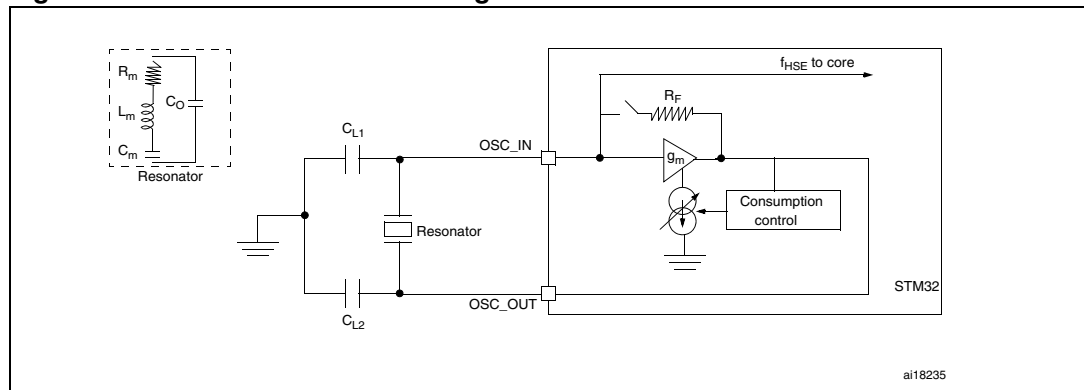 f_HSE to core
R_m
C_O
L_m
C_m
Resonator
R_F
C_L1
OSC_IN
g_m
Consumption
control
Resonator
OSC_OUT
C_L2
STM32
ai18235